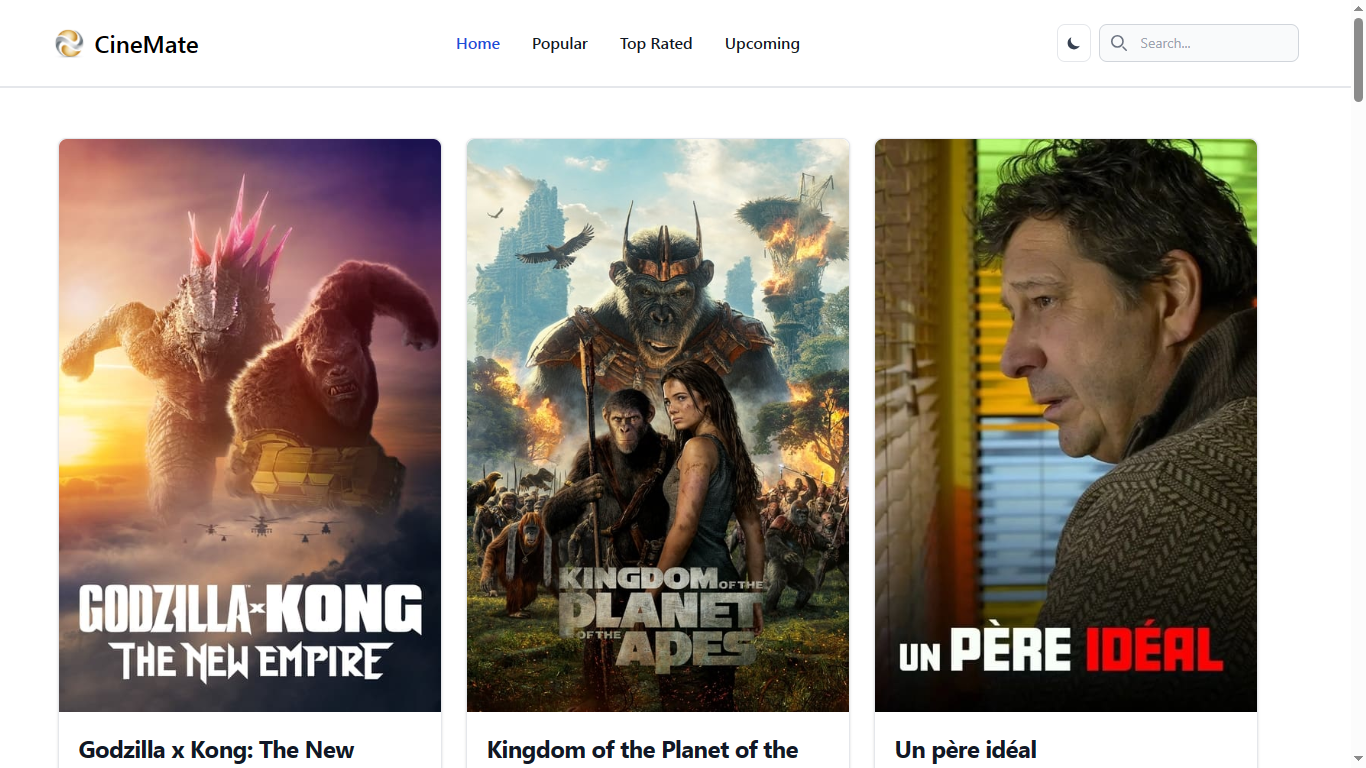 CineMate
Home
Popular
Top Rated
Upcoming
Search...
GODZILLA x KONG
THE NEW EMPIRE
KINGDOM OF THE
PLANET
OF THE APES
UN PÈRE IDÉAL
Godzilla x Kong: The New
Kingdom of the Planet of the
Un père idéal